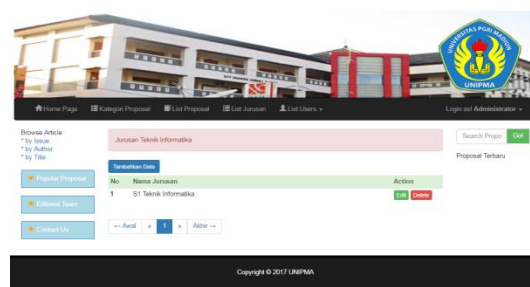 UNIVERSITAS PGRI MADIUN
UNIPMA
Home Page Kategori Proposal List Proposal List Jurusan List Users Login as! Administrator
Browse Article
* by Issue
* by Author
* by Title
Popular Proposal
Editorial Team
Contact Us
Jurusan Teknik Informatika
Tambahkan Data
No Nama Jurusan Action
1 S1 Teknik Informatika Edit Delete
← Awal « 1 » Akhir →
Search Propo Go!
Proposal Terbaru
Copyright © 2017 UNIPMA